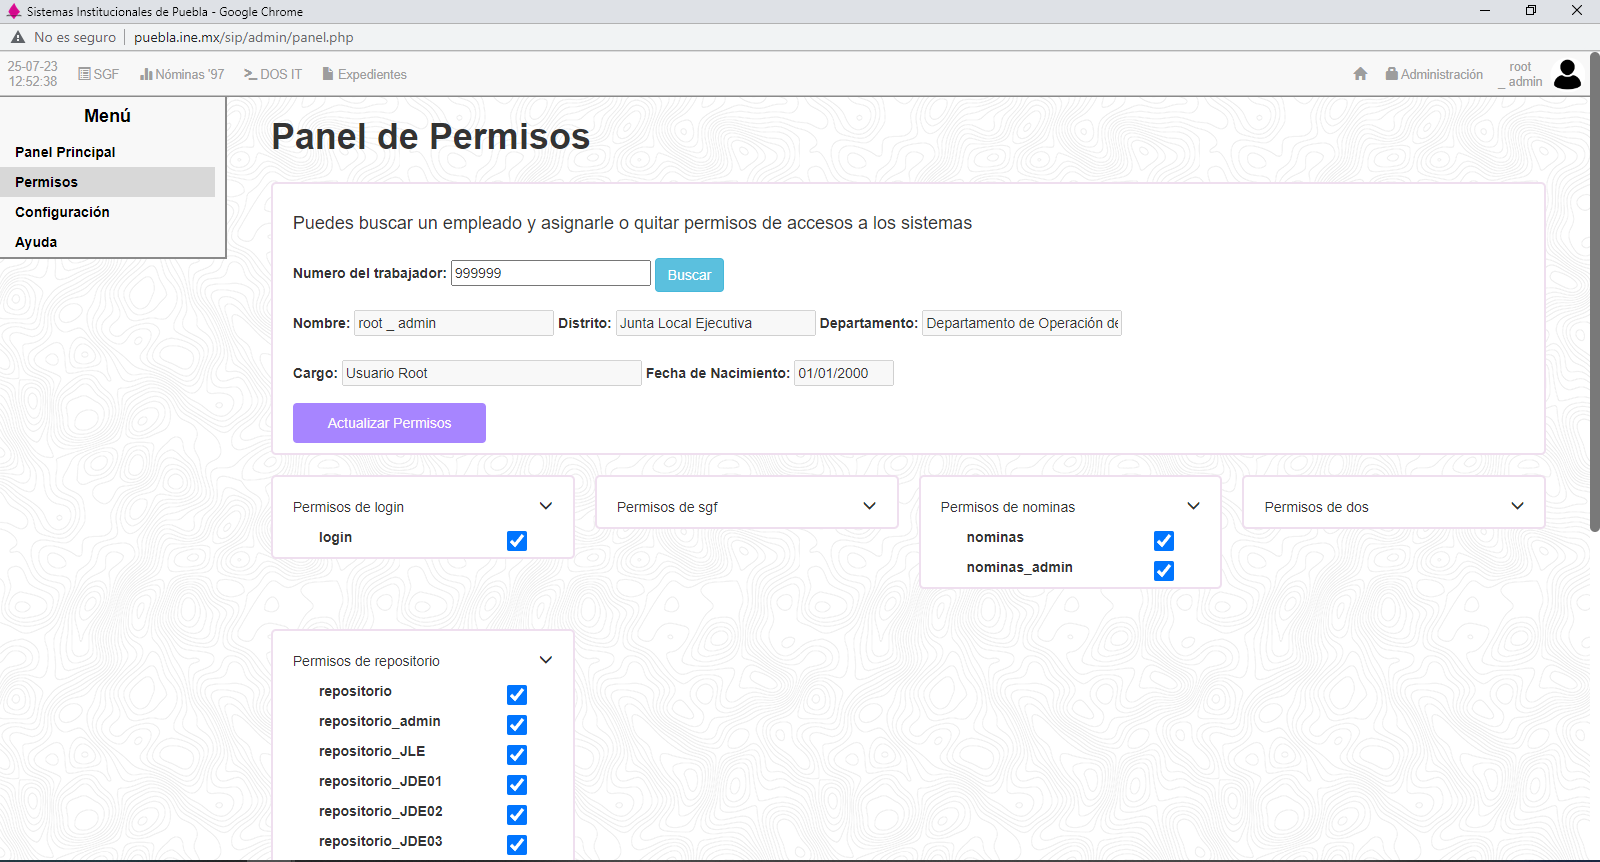 Sistemas Institucionales de Puebla - Google Chrome
No es seguro | puebla.ine.mx/sip/admin/panel.php
25-07-23
12:52:38
SGF
Nóminas '97
DOS IT
Expedientes
Administración
root
_ admin
Menú
Panel Principal
Permisos
Configuración
Ayuda
Panel de Permisos
Puedes buscar un empleado y asignarle o quitar permisos de accesos a los sistemas
Numero del trabajador: 999999 Buscar
Nombre: root _ admin Distrito: Junta Local Ejecutiva Departamento: Departamento de Operación de
Cargo: Usuario Root Fecha de Nacimiento: 01/01/2000
Actualizar Permisos
Permisos de login
login
Permisos de sgf
Permisos de nominas
nominas
nominas_admin
Permisos de dos
Permisos de repositorio
repositorio
repositorio_admin
repositorio_JLE
repositorio_JDE01
repositorio_JDE02
repositorio_JDE03